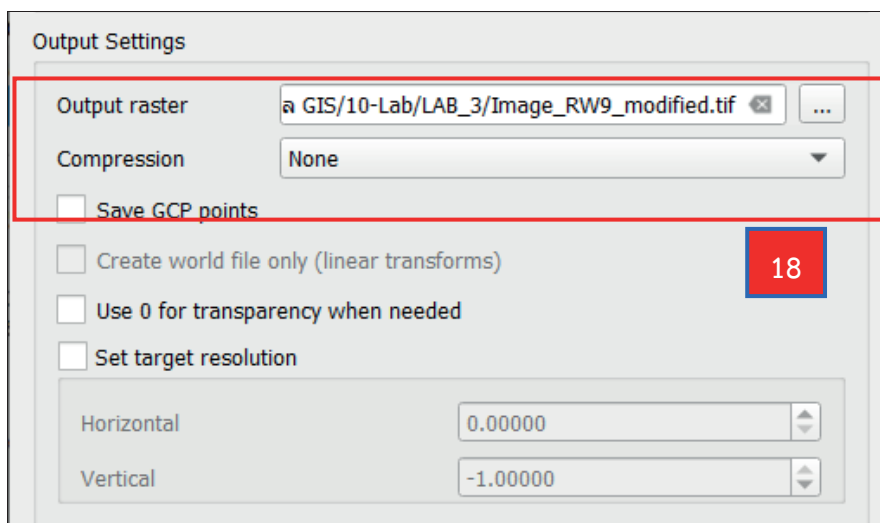 Output Settings
Output raster ล GIS/10-Lab/LAB_3/Image_RW9_modified.tif ...
Compression None
Save GCP points
Create world file only (linear transforms)
18
Use 0 for transparency when needed
Set target resolution
Horizontal 0.00000
Vertical -1.00000